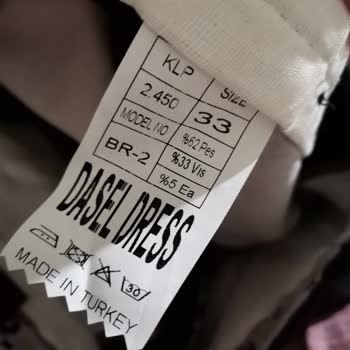 KLP SIZE
2.450 33
MODEL NO %62 Pes
%33 Vis
BR-2 %5 Ea
DASEL DRESS
30
MADE IN TURKEY